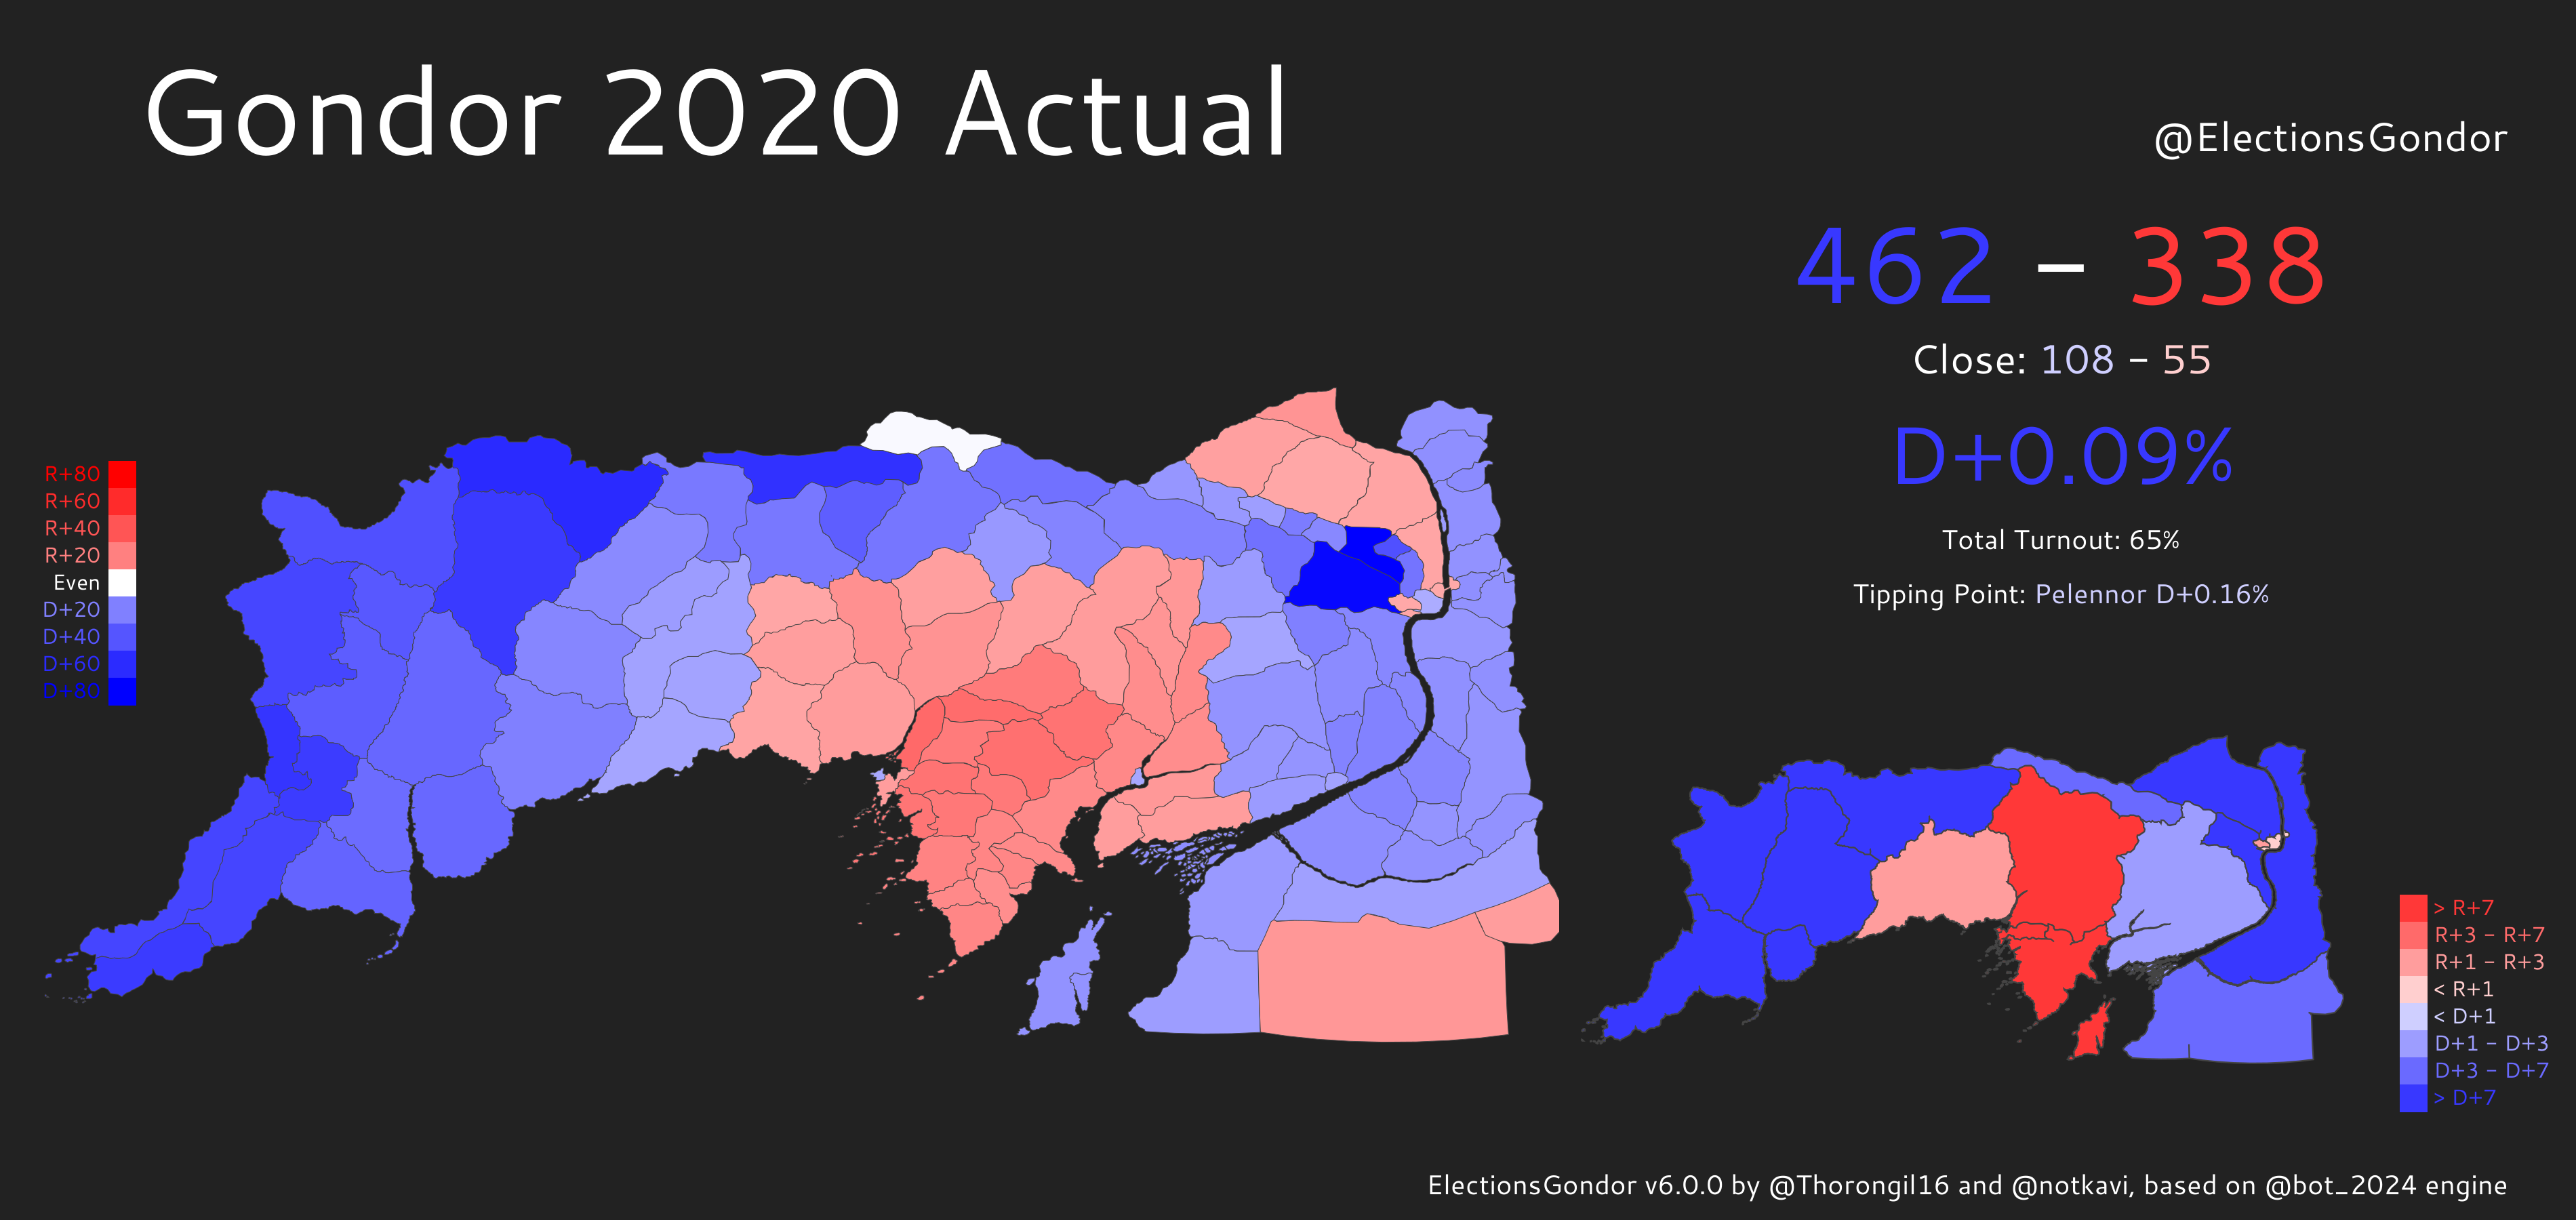 Gondor 2020 Actual
@ElectionsGondor
462 - 338
Close: 108 - 55
D+0.09%
Total Turnout: 65%
Tipping Point: Pelennor D+0.16%
R+80
R+60
R+40
R+20
Even
D+20
D+40
D+60
D+80
> R+7
R+3 - R+7
R+1 - R+3
< R+1
< D+1
D+1 - D+3
D+3 - D+7
> D+7
ElectionsGondor v6.0.0 by @Thorongil16 and @notkavi, based on @bot_2024 engine